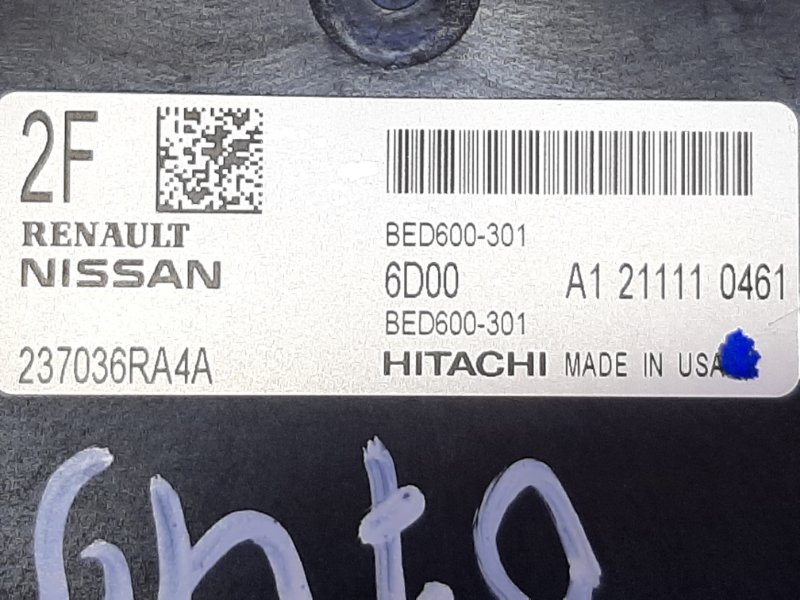 2F
RENAULT
NISSAN
237036RA4A
BED600-301
6D00 A1 21111 0461
BED600-301
HITACHI MADE IN USA